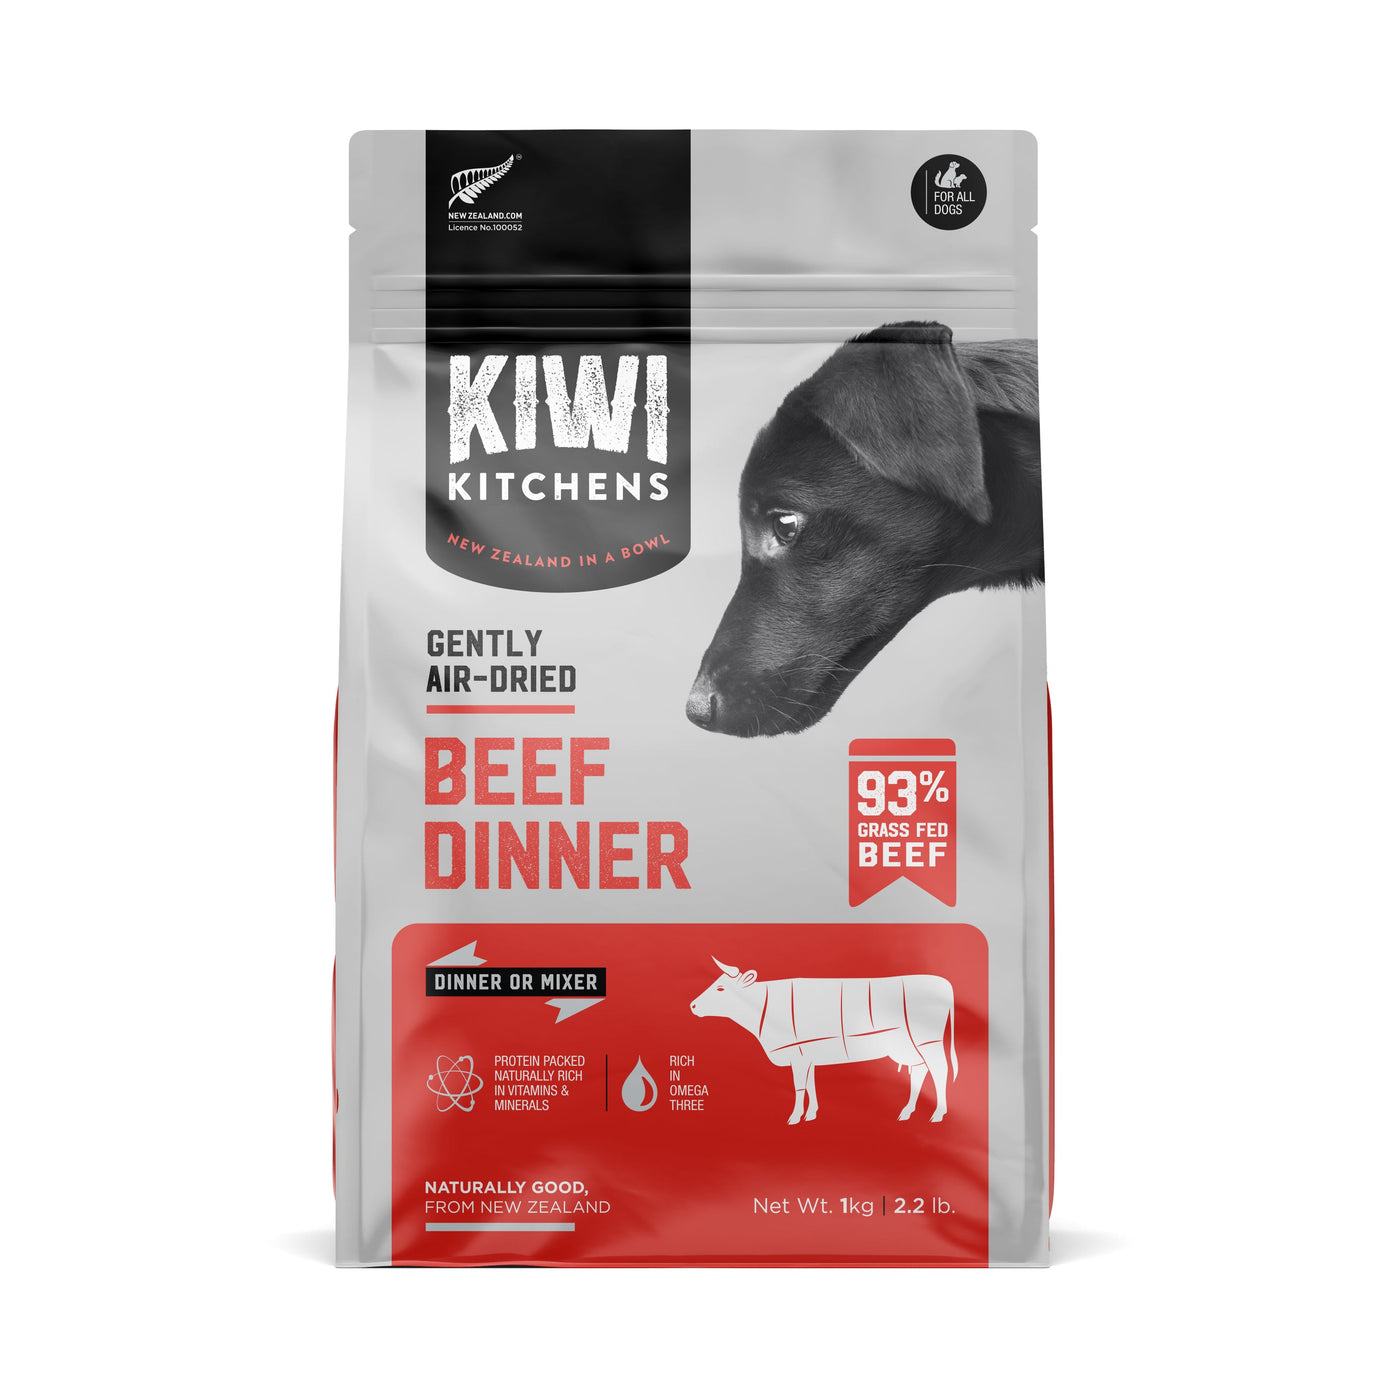 NEW ZEALAND.COM
Licence No.100052
FOR ALL
DOGS
KIWI
KITCHENS
NEW ZEALAND IN A BOWL
GENTLY
AIR-DRIED
BEEF
DINNER
93%
GRASS FED
BEEF
DINNER OR MIXER
PROTEIN PACKED
NATURALLY RICH
IN VITAMINS &
MINERALS
RICH
IN
OMEGA
THREE
NATURALLY GOOD,
FROM NEW ZEALAND
Net Wt. 1kg | 2.2 lb.